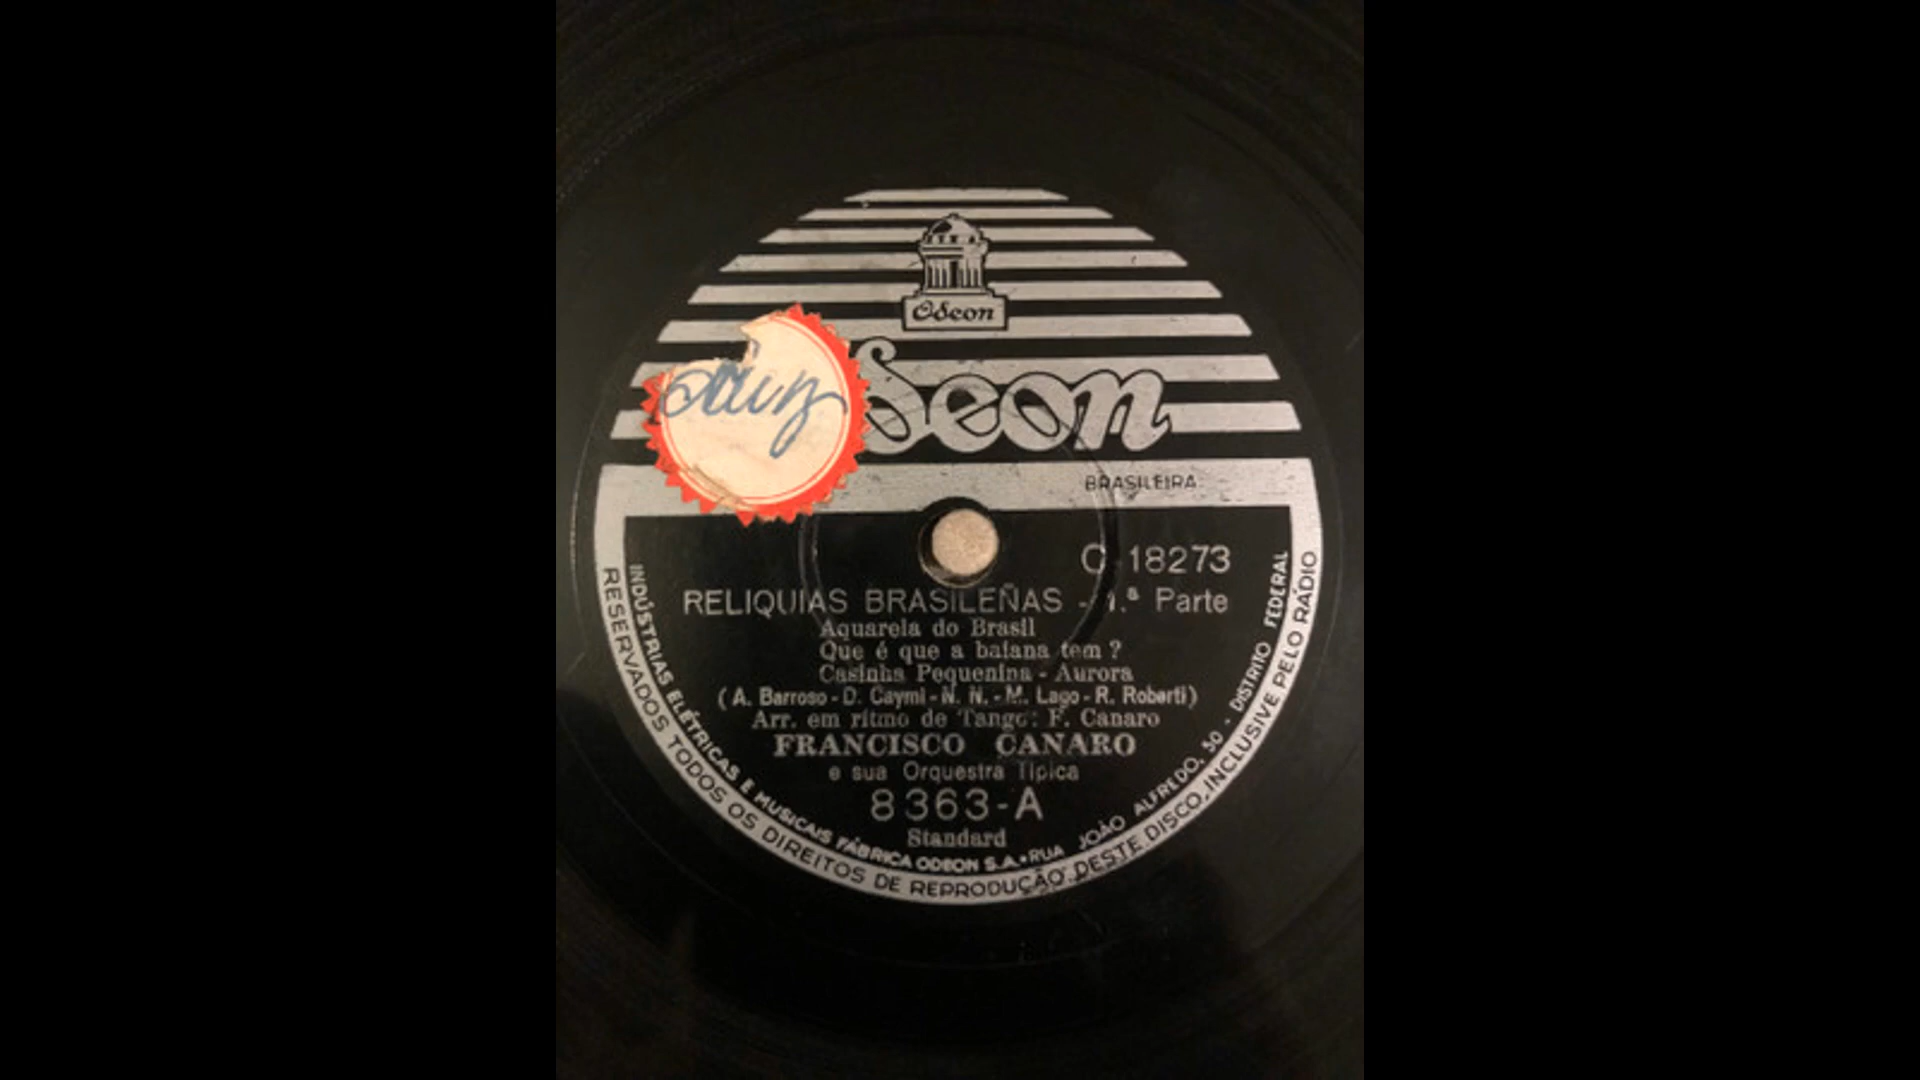 Odeon
Odeon
BRASILEIRA
C 18273
RELIQUIAS BRASILEÑAS - 1.ª Parte
Aquarela do Brasil
Que é que a baiana tem ?
Casinha Pequenina - Aurora
( A. Barroso - D. Caymi - N. N. - M. Lago - R. Roberti )
Arr. em ritmo de Tango: F. Canaro
FRANCISCO CANARO
e sua Orquestra Típica
8363-A
Standard
INDÚSTRIAS ELÉTRICAS E MUSICAIS FÁBRICA ODEON S.A. • RUA JOÃO ALFREDO, 50 - DISTRITO FEDERAL
RESERVADOS TODOS OS DIREITOS DE REPRODUÇÃO DESTE DISCO, INCLUSIVE PELO RÁDIO